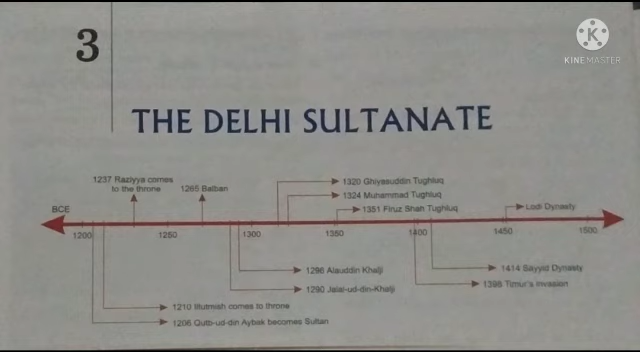 3
K
KINEMASTER
THE DELHI SULTANATE
1237 Raziyya comes
to the throne
1265 Balban
1320 Ghiyasuddin Tughluq
1324 Muhammad Tughluq
1351 Firuz Shah Tughluq
Lodi Dynasty
BCE
1200 1250 1300 1350 1400 1450 1500
1296 Alauddin Khalji
1290 Jalal-ud-din-Khalji
1414 Sayyid Dynasty
1398 Timur's invasion
1210 Iltutmish comes to throne
1206 Qutb-ud-din Aybak becomes Sultan